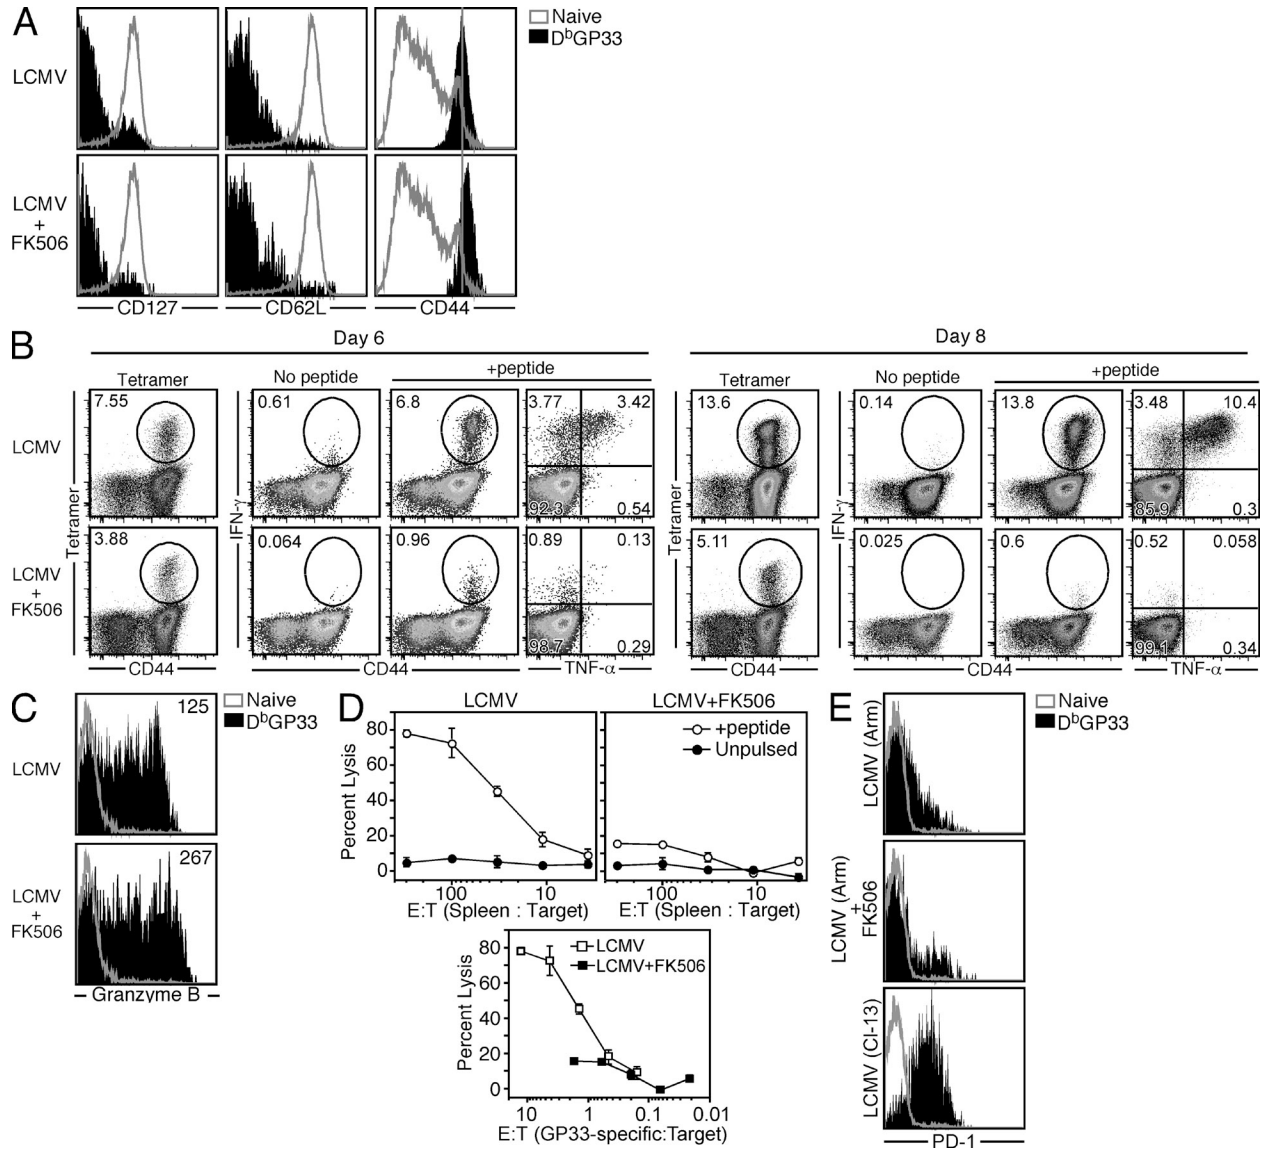 A
Naive
DbGP33
LCMV
LCMV
+
FK506
CD127
CD62L
CD44
B
Day 6
Day 8
Tetramer
No peptide
+peptide
Tetramer
No peptide
+peptide
LCMV
Tetramer
IFN-γ
7.55
0.61
6.8
3.77
3.42
92.3
0.54
Tetramer
IFN-γ
13.6
0.14
13.8
3.48
10.4
85.9
0.3
LCMV
+
FK506
3.88
0.064
0.96
0.89
0.13
98.7
0.29
5.11
0.025
0.6
0.52
0.058
99.1
0.34
CD44
CD44
TNF-α
CD44
CD44
TNF-α
C
Naive
DbGP33
LCMV
125
LCMV
+
FK506
267
Granzyme B
D
LCMV
LCMV+FK506
+peptide
Unpulsed
Percent Lysis
80
60
40
20
0
100
10
100
10
E:T (Spleen : Target)
E:T (Spleen : Target)
LCMV
LCMV+FK506
Percent Lysis
80
60
40
20
0
10
1
0.1
0.01
E:T (GP33-specific:Target)
E
Naive
DbGP33
LCMV (Arm)
LCMV (Arm)
+
FK506
LCMV (Cl-13)
PD-1